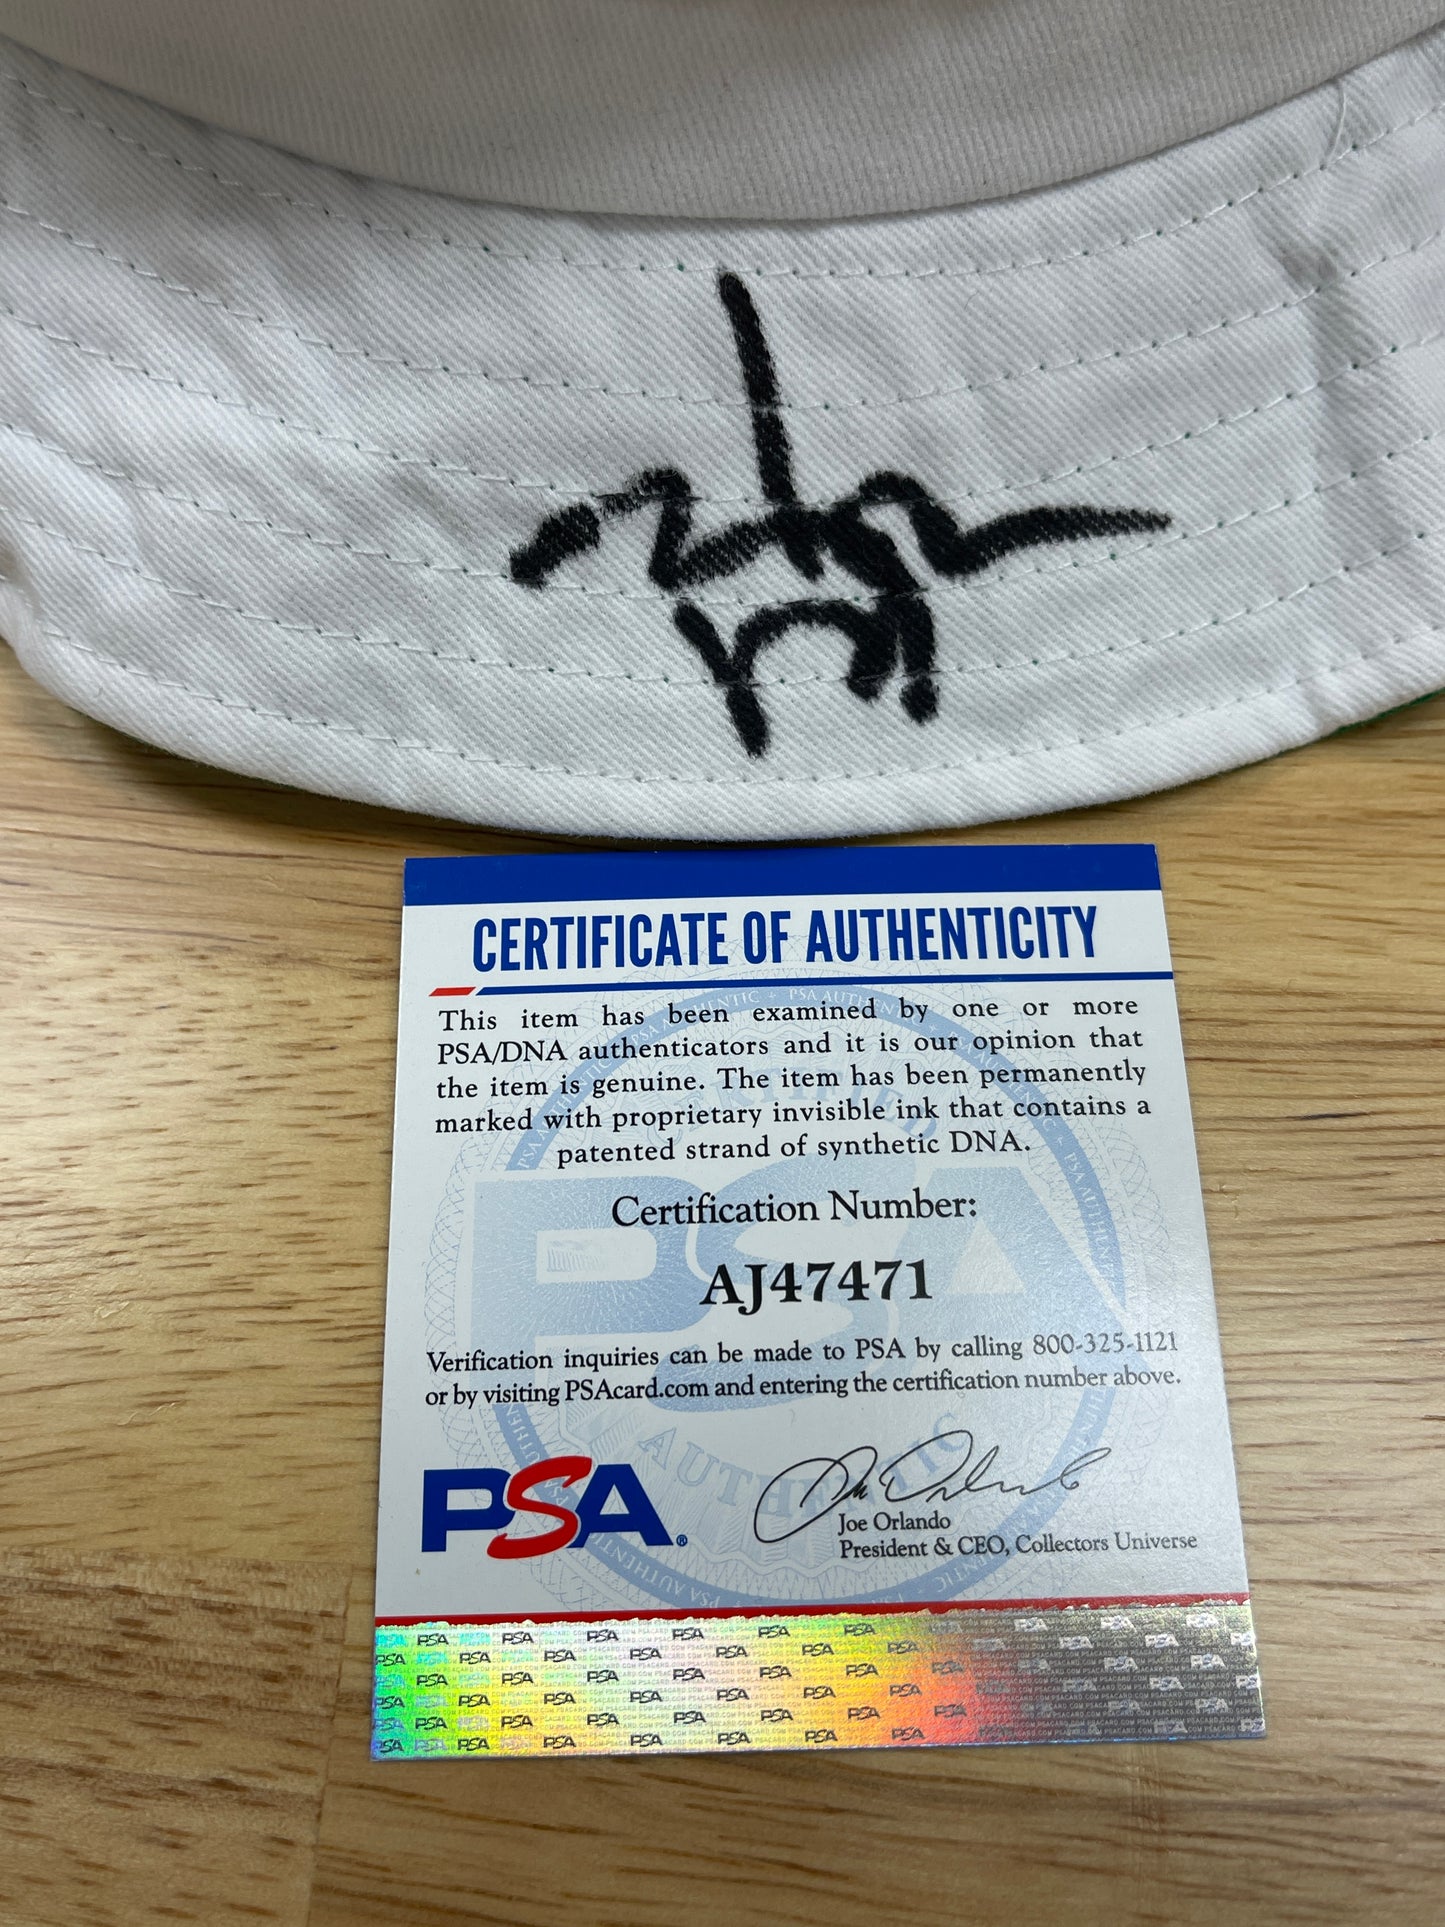 CERTIFICATE OF AUTHENTICITY
This item has been examined by one or more
PSA/DNA authenticators and it is our opinion that
the item is genuine. The item has been permanently
marked with proprietary invisible ink that contains a
patented strand of synthetic DNA.
Certification Number:
AJ47471
Verification inquiries can be made to PSA by calling 800-325-1121
or by visiting PSAcard.com and entering the certification number above.
PSA®
Joe Orlando
President & CEO, Collectors Universe